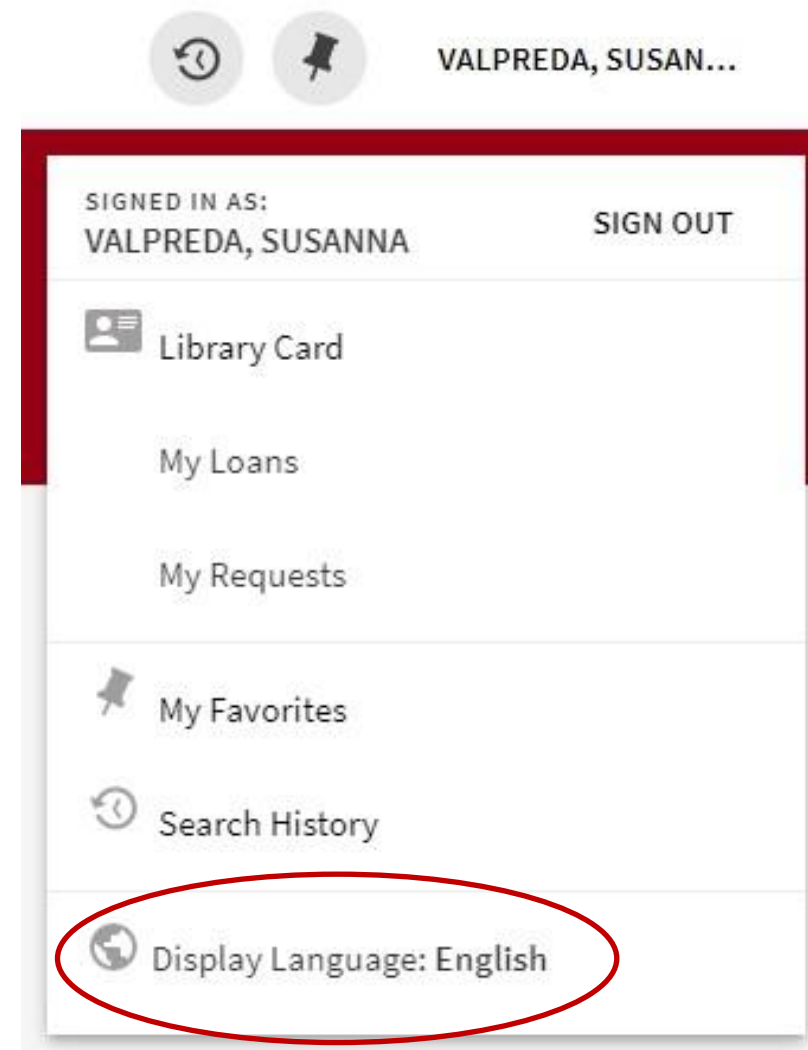 VALPREDA, SUSAN...
SIGNED IN AS:
VALPREDA, SUSANNA
SIGN OUT
Library Card
My Loans
My Requests
My Favorites
Search History
Display Language: English